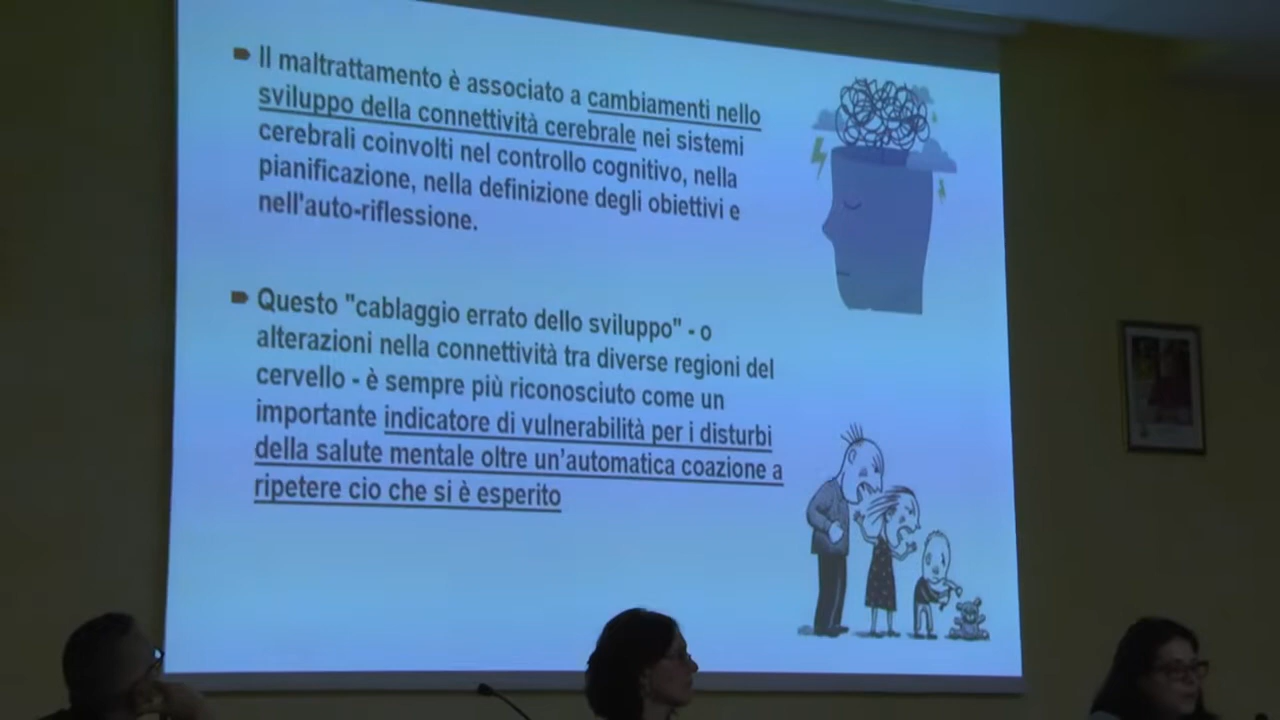 Il maltrattamento è associato a cambiamenti nello
sviluppo della connettività cerebrale nei sistemi
cerebrali coinvolti nel controllo cognitivo, nella
pianificazione, nella definizione degli obiettivi e
nell'auto-riflessione.
Questo "cablaggio errato dello sviluppo" - o
alterazioni nella connettività tra diverse regioni del
cervello - è sempre più riconosciuto come un
importante indicatore di vulnerabilità per i disturbi
della salute mentale oltre un'automatica coazione a
ripetere cio che si è esperito